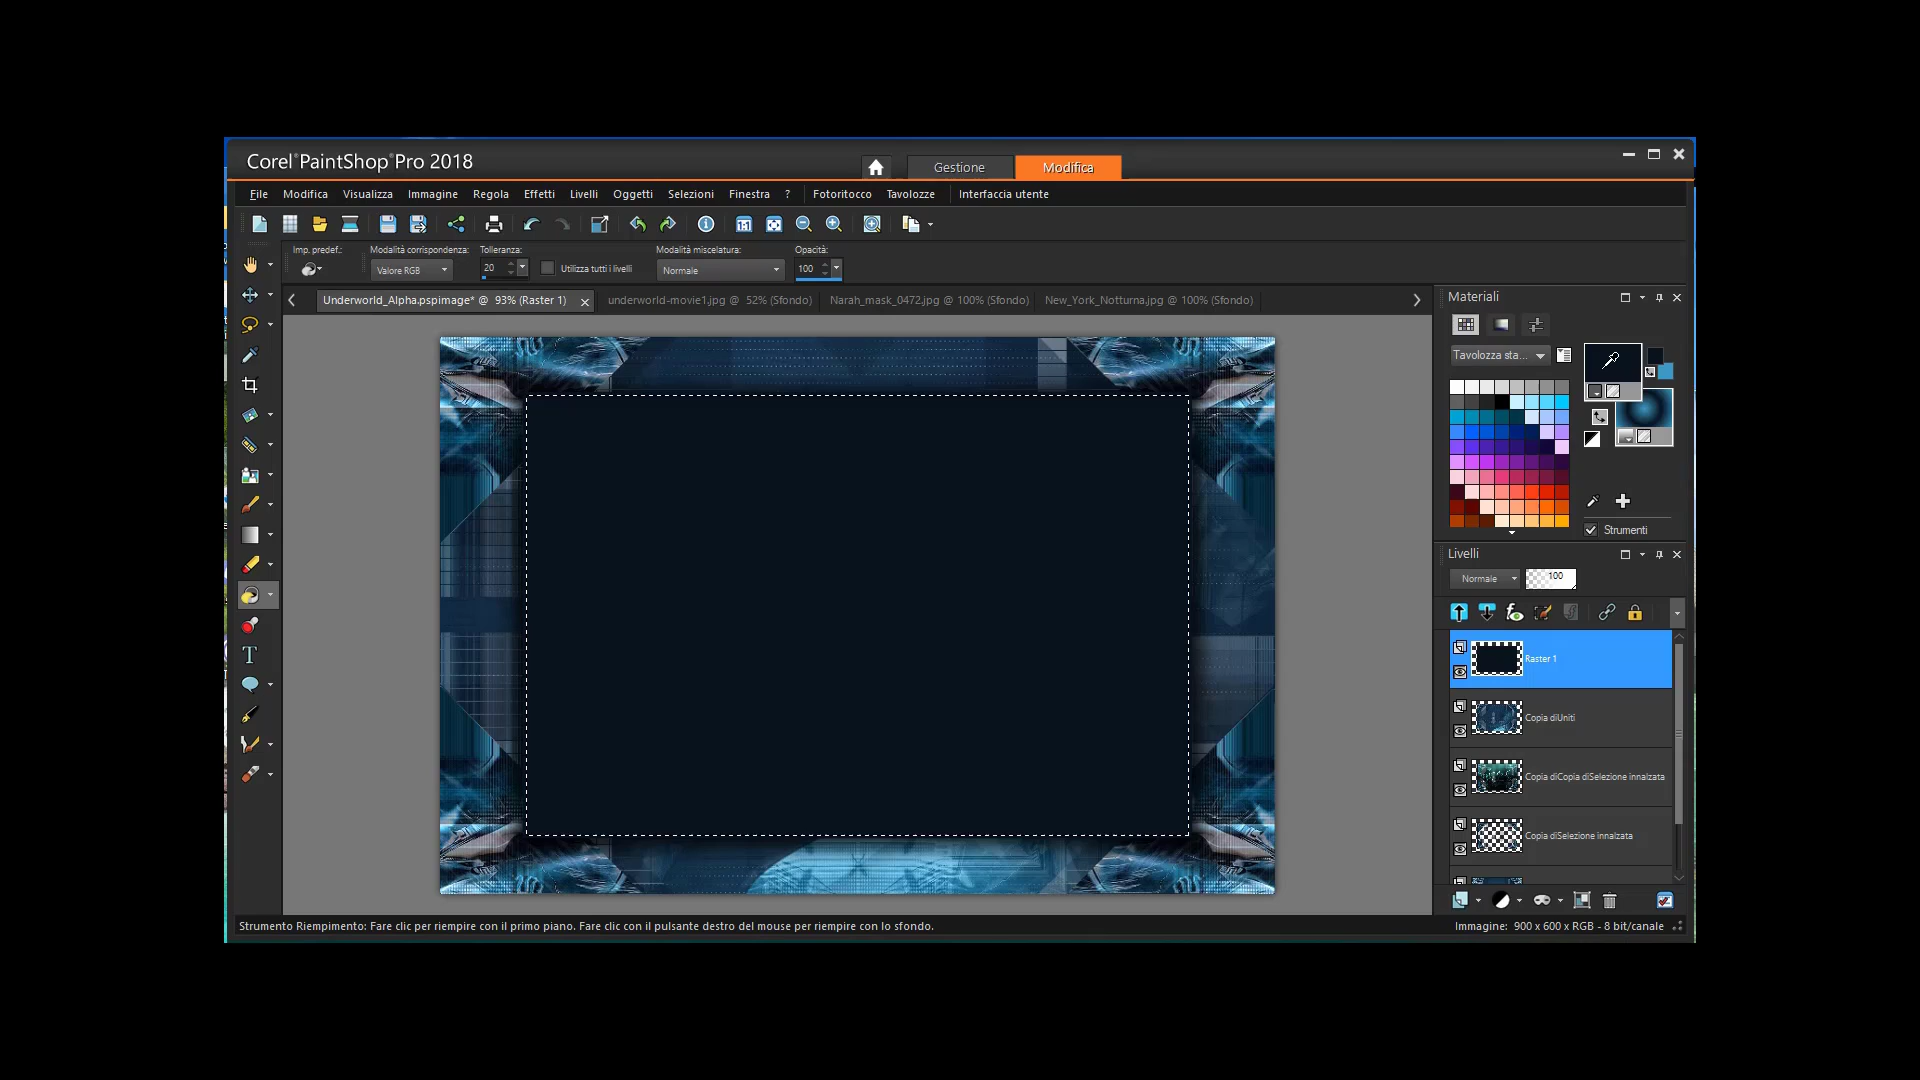 Corel®PaintShop®Pro 2018
Gestione
Modifica
File Modifica Visualizza Immagine Regola Effetti Livelli Oggetti Selezioni Finestra ? Fotoritocco Tavolozze Interfaccia utente
Imp. predef.: Modalità corrispondenza: Tolleranza: Modalità miscelatura: Opacità:
Valore RGB 20 Utilizza tutti i livelli Normale 100
Underworld_Alpha.pspimage* @ 93% (Raster 1) underworld-movie1.jpg @ 52% (Sfondo) Narah_mask_0472.jpg @ 100% (Sfondo) New_York_Notturna.jpg @ 100% (Sfondo)
Materiali
Tavolozza sta...
Strumenti
Livelli
Normale 100
Raster 1
Copia diUniti
Copia diCopia diSelezione innalzata
Copia diSelezione innalzata
Strumento Riempimento: Fare clic per riempire con il primo piano. Fare clic con il pulsante destro del mouse per riempire con lo sfondo.
Immagine: 900 x 600 x RGB - 8 bit/canale